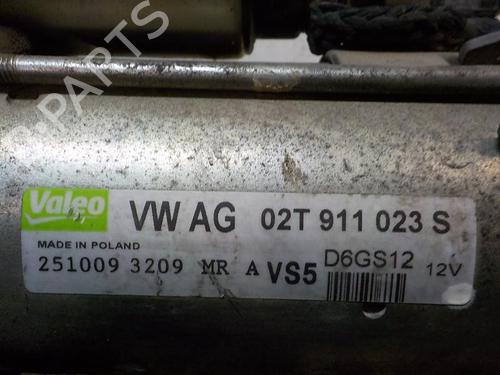 B-PARTS
Valeo VW AG 02T 911 023 S
MADE IN POLAND
251009 3209 MR A VS5 D6GS12 12V